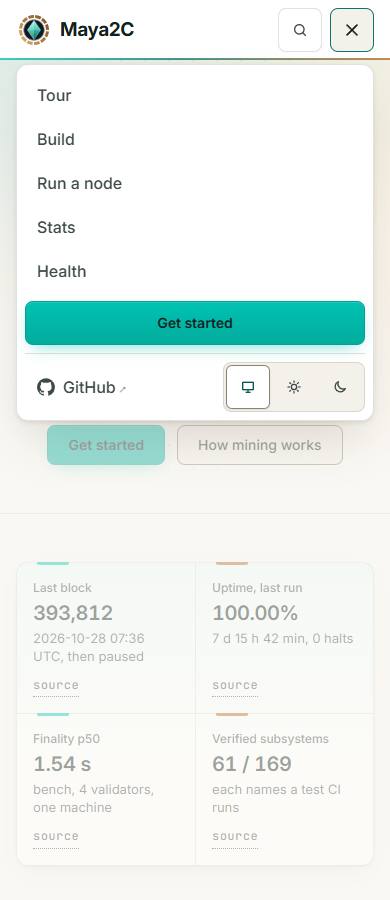 Maya2C
Tour
Build
Run a node
Stats
Health
Get started
GitHub ↗
Get started
How mining works
Last block
393,812
2026-10-28 07:36
UTC, then paused
source
Uptime, last run
100.00%
7 d 15 h 42 min, 0 halts
source
Finality p50
1.54 s
bench, 4 validators,
one machine
source
Verified subsystems
61 / 169
each names a test CI
runs
source